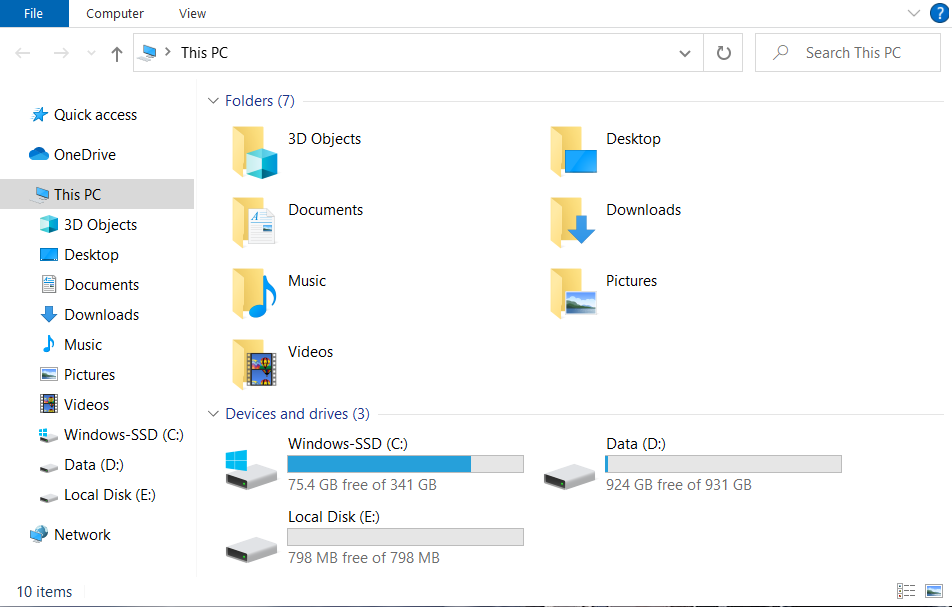 File Computer View ?
This PC Search This PC
Quick access
OneDrive
This PC
3D Objects
Desktop
Documents
Downloads
Music
Pictures
Videos
Windows-SSD (C:)
Data (D:)
Local Disk (E:)
Network
Folders (7)
3D Objects Desktop
Documents Downloads
Music Pictures
Videos
Devices and drives (3)
Windows-SSD (C:) Data (D:)
75.4 GB free of 341 GB 924 GB free of 931 GB
Local Disk (E:)
798 MB free of 798 MB
10 items